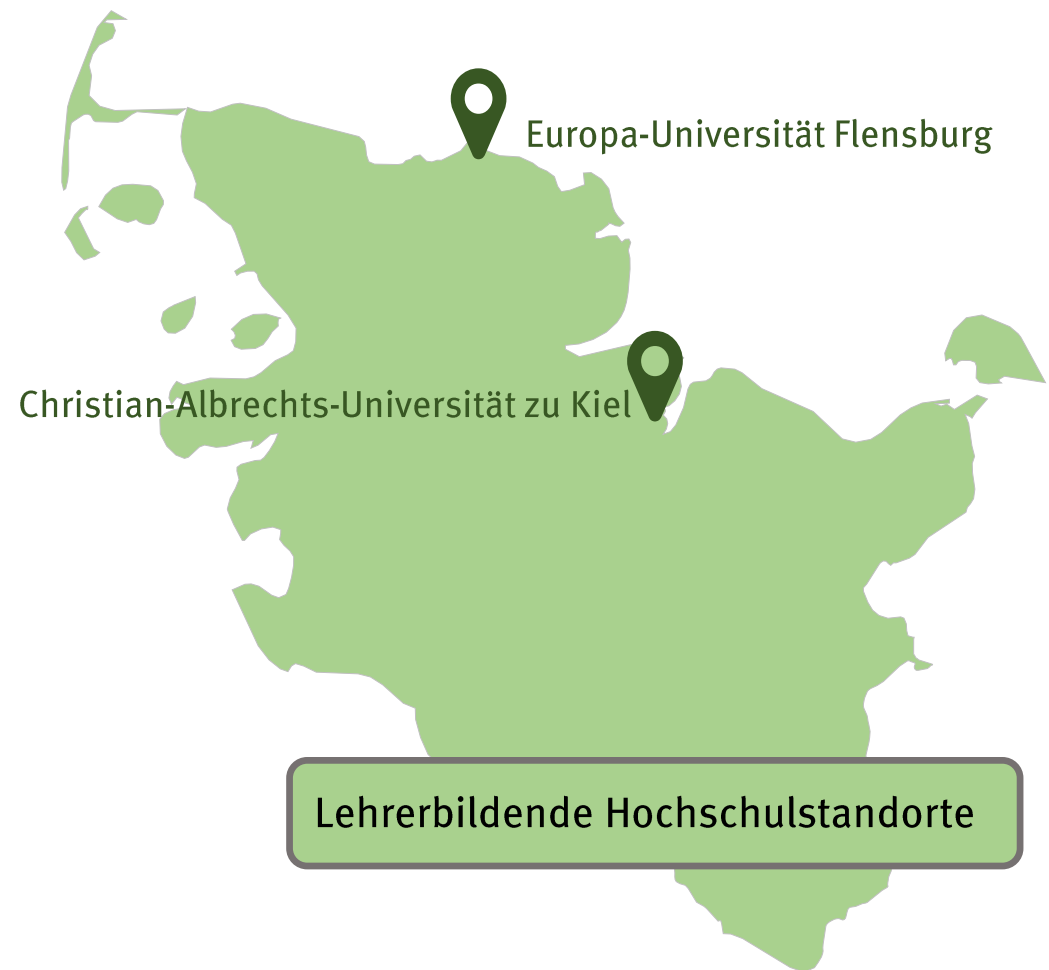 Europa-Universität Flensburg
Christian-Albrechts-Universität zu Kiel
Lehrerbildende Hochschulstandorte